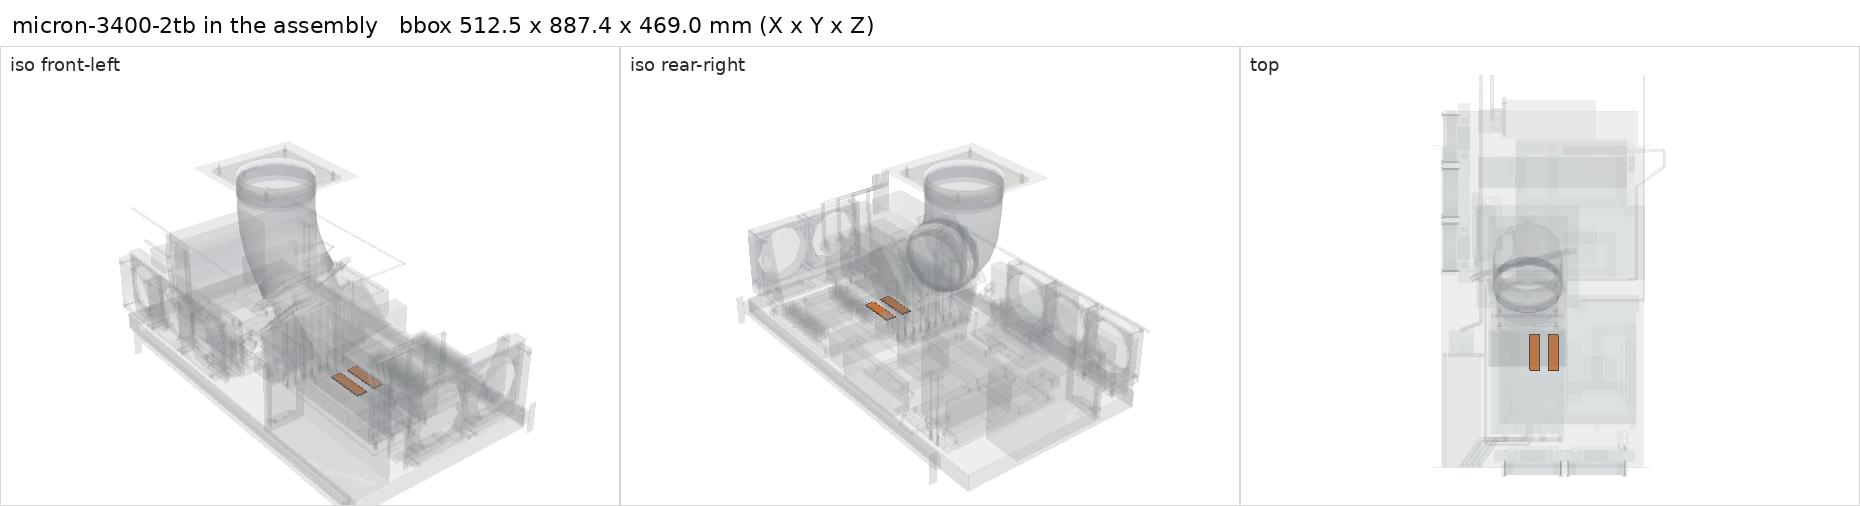 micron-3400-2tb in the assembly   bbox 512.5 x 887.4 x 469.0 mm (X x Y x Z)
iso front-left
iso rear-right
top